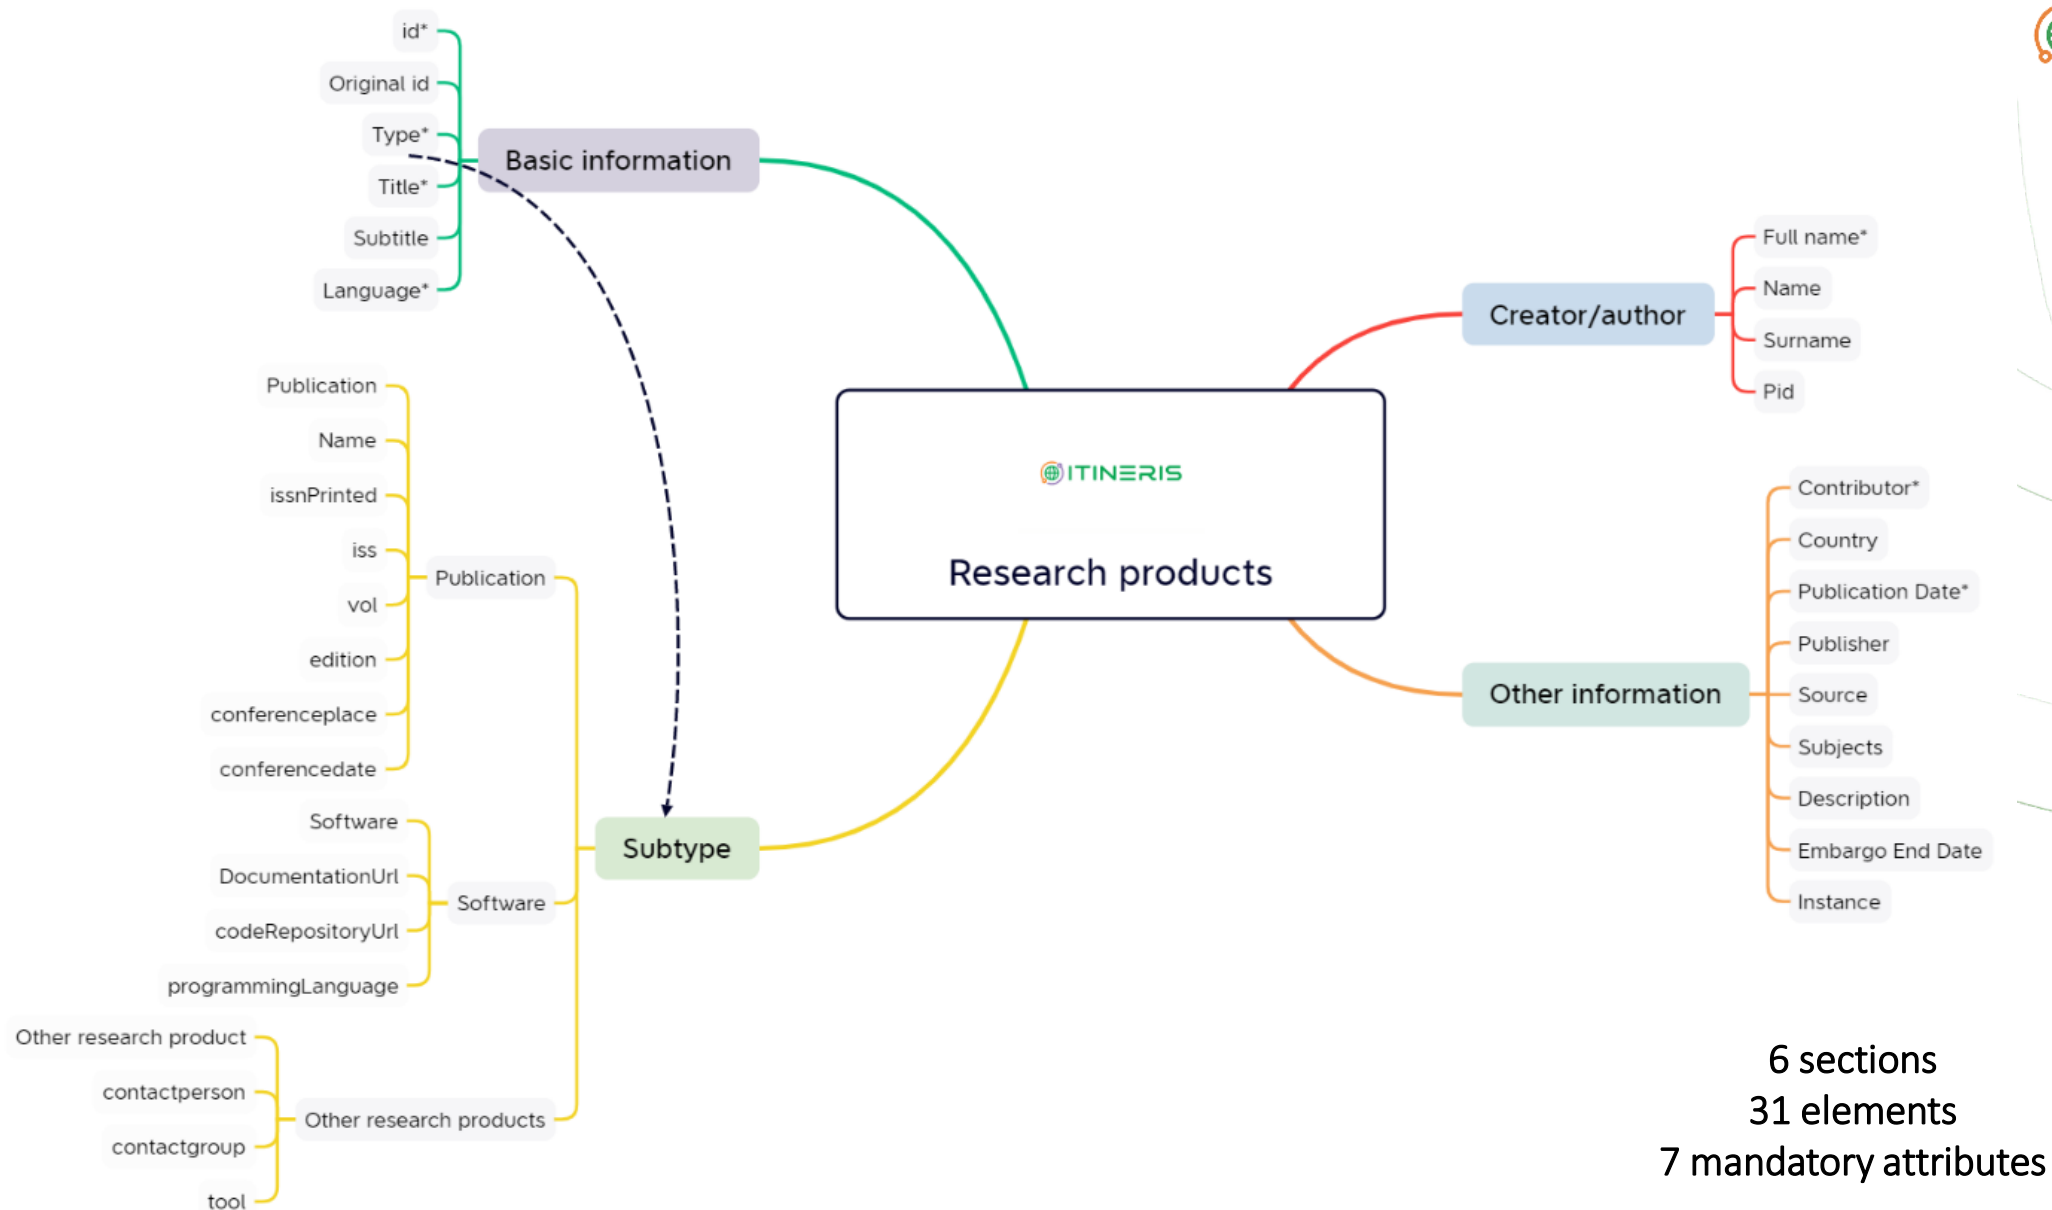 id*
Original id
Type*
Title*
Subtitle
Language*
Basic information
Publication
Name
issnPrinted
iss
vol
edition
conferenceplace
conferencedate
Publication
Software
DocumentationUrl
codeRepositoryUrl
programmingLanguage
Software
Other research product
contactperson
contactgroup
tool
Other research products
Subtype
ITINERIS
Research products
Creator/author
Full name*
Name
Surname
Pid
Other information
Contributor*
Country
Publication Date*
Publisher
Source
Subjects
Description
Embargo End Date
Instance
6 sections
31 elements
7 mandatory attributes